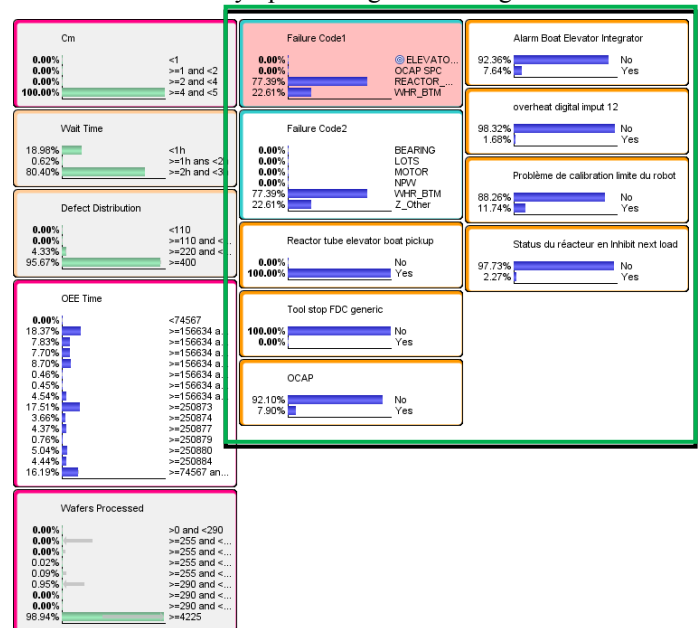 Cm
0.00% <1
0.00% >=1 and <2
0.00% >=2 and <4
100.00% >=4 and <5
Wait Time
18.98% <1h
0.62% >=1h ans <2
80.40% >=2h and <3
Defect Distribution
0.00% <110
0.00% >=110 and <...
4.33% >=220 and <...
95.67% >=400
OEE Time
0.00% <74567
18.37% >=156634 a...
7.83% >=156634 a...
7.70% >=156634 a...
8.70% >=156634 a...
0.46% >=156634 a...
0.45% >=156634 a...
4.54% >=156634 a...
17.51% >=250873
3.66% >=250874
4.37% >=250877
0.76% >=250879
5.04% >=250880
4.44% >=250884
16.19% >=74567 an...
Wafers Processed
0.00% >0 and <290
0.00% >=255 and <...
0.00% >=255 and <...
0.02% >=255 and <...
0.09% >=255 and <...
0.95% >=290 and <...
0.00% >=290 and <...
0.00% >=290 and <...
98.94% >=4225
Failure Code1
0.00% ELEVATO...
0.00% OCAP SPC
77.39% REACTOR_...
22.61% WHR_BTM
Failure Code2
0.00% BEARING
0.00% LOTS
0.00% MOTOR
0.00% NPW
77.39% WHR_BTM
22.61% Z_Other
Reactor tube elevator boat pickup
0.00% No
100.00% Yes
Tool stop FDC generic
100.00% No
0.00% Yes
OCAP
92.10% No
7.90% Yes
Alarm Boat Elevator Integrator
92.36% No
7.64% Yes
overheat digital imput 12
98.32% No
1.68% Yes
Problème de calibration limite du robot
88.26% No
11.74% Yes
Status du réacteur en Inhibit next load
97.73% No
2.27% Yes